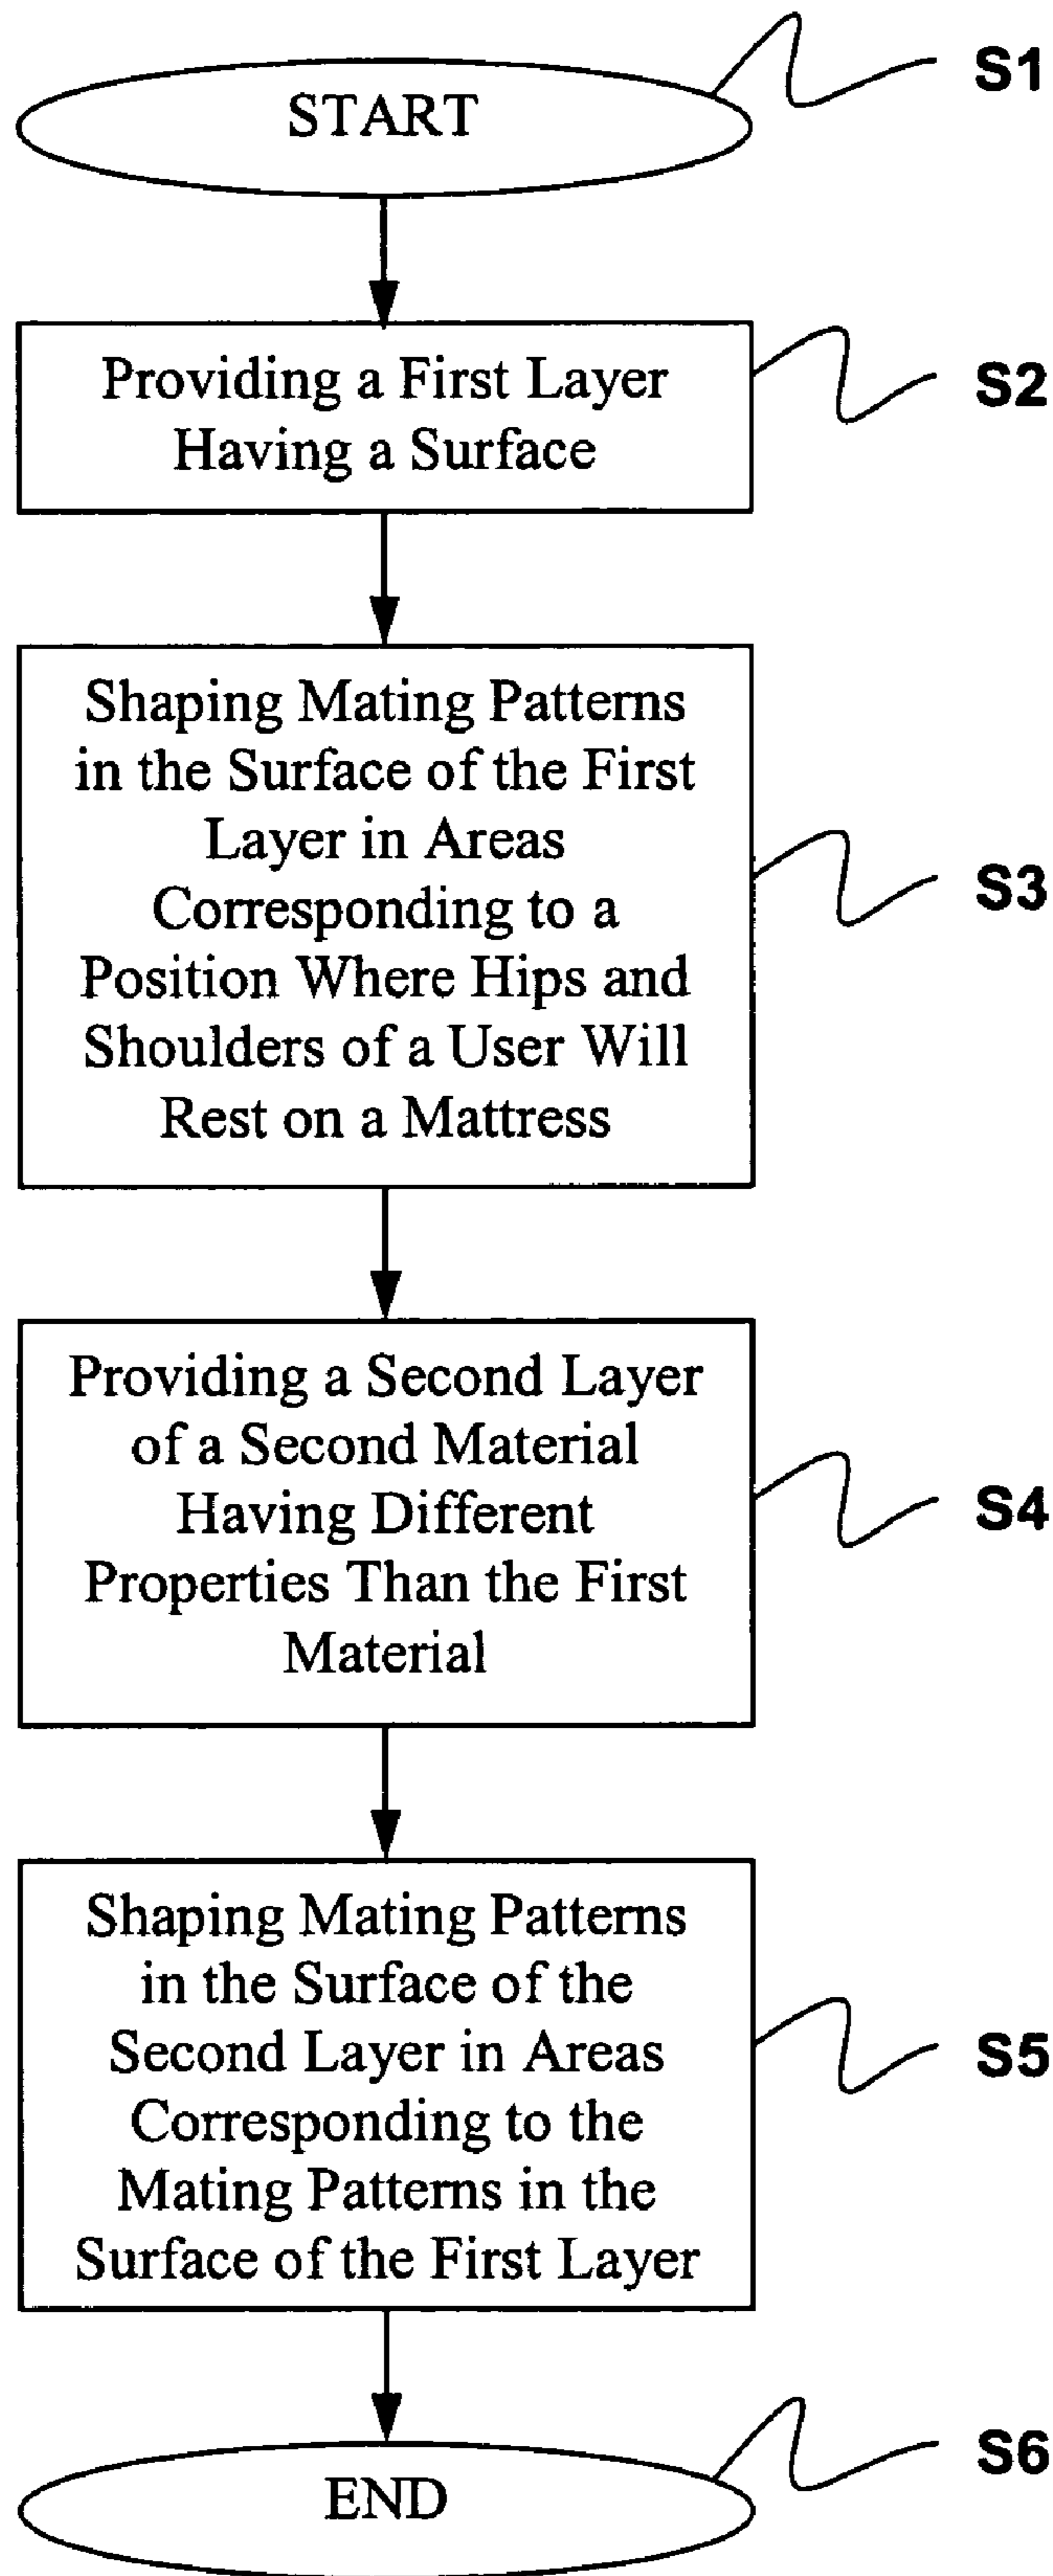 START
S1
Providing a First Layer
Having a Surface
S2
Shaping Mating Patterns
in the Surface of the First
Layer in Areas
Corresponding to a
Position Where Hips and
Shoulders of a User Will
Rest on a Mattress
S3
Providing a Second Layer
of a Second Material
Having Different
Properties Than the First
Material
S4
Shaping Mating Patterns
in the Surface of the
Second Layer in Areas
Corresponding to the
Mating Patterns in the
Surface of the First Layer
S5
END
S6